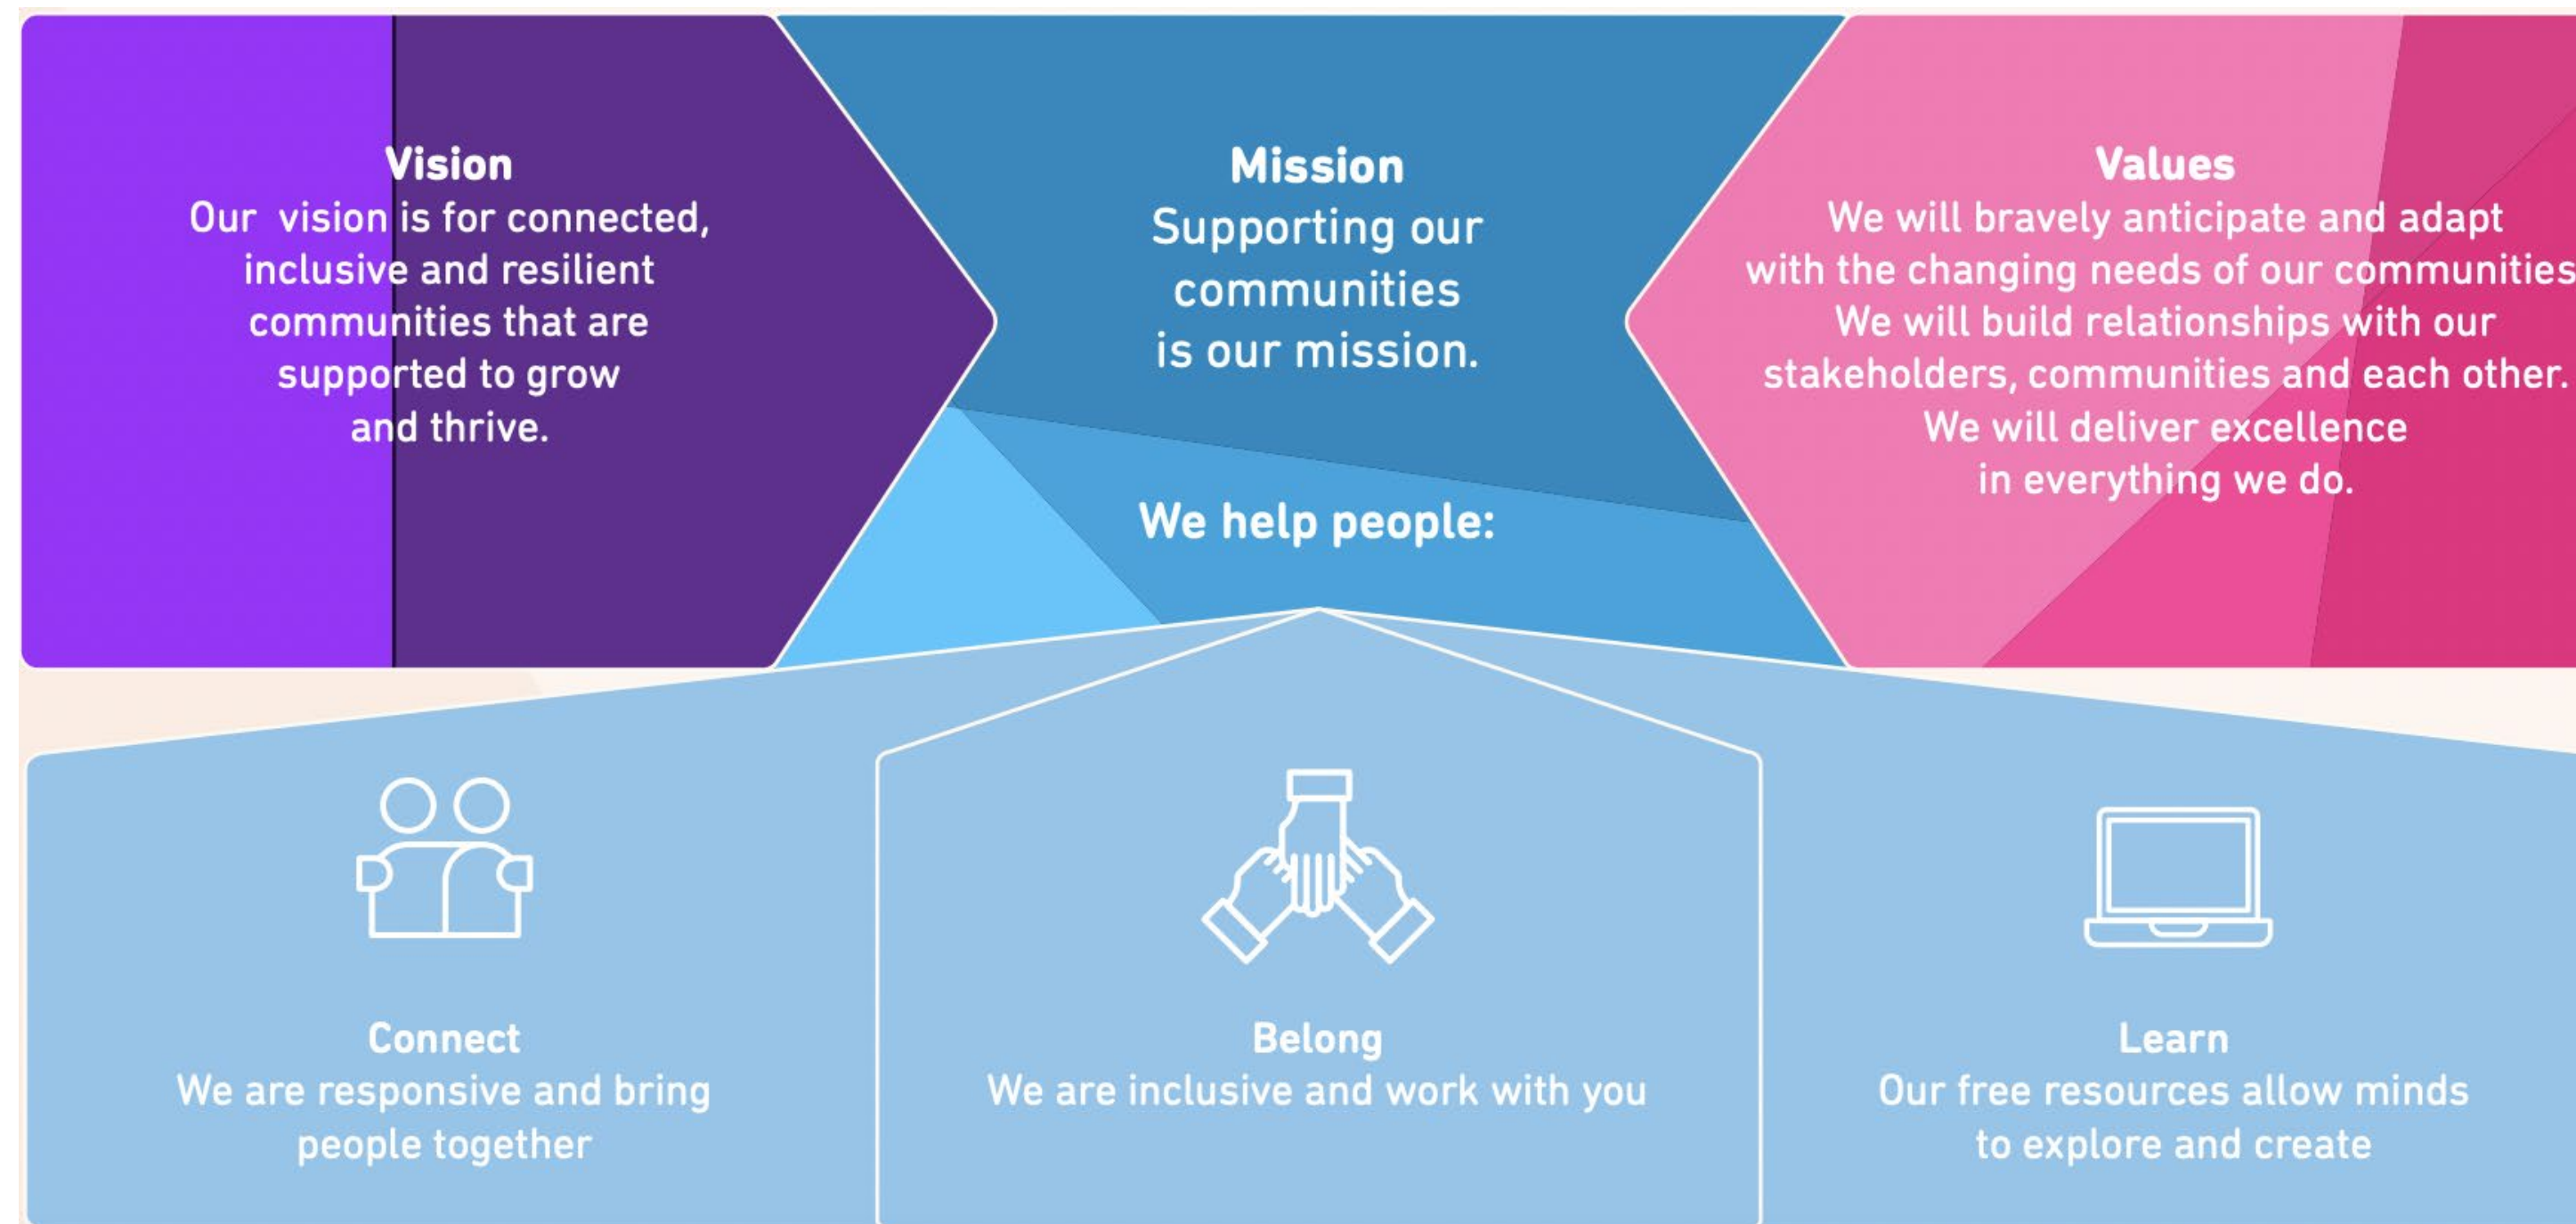 Vision
Our vision is for connected,
inclusive and resilient
communities that are
supported to grow
and thrive.
Mission
Supporting our
communities
is our mission.
We help people:
Values
We will bravely anticipate and adapt
with the changing needs of our communities
We will build relationships with our
stakeholders, communities and each other.
We will deliver excellence
in everything we do.
Connect
We are responsive and bring
people together
Belong
We are inclusive and work with you
Learn
Our free resources allow minds
to explore and create